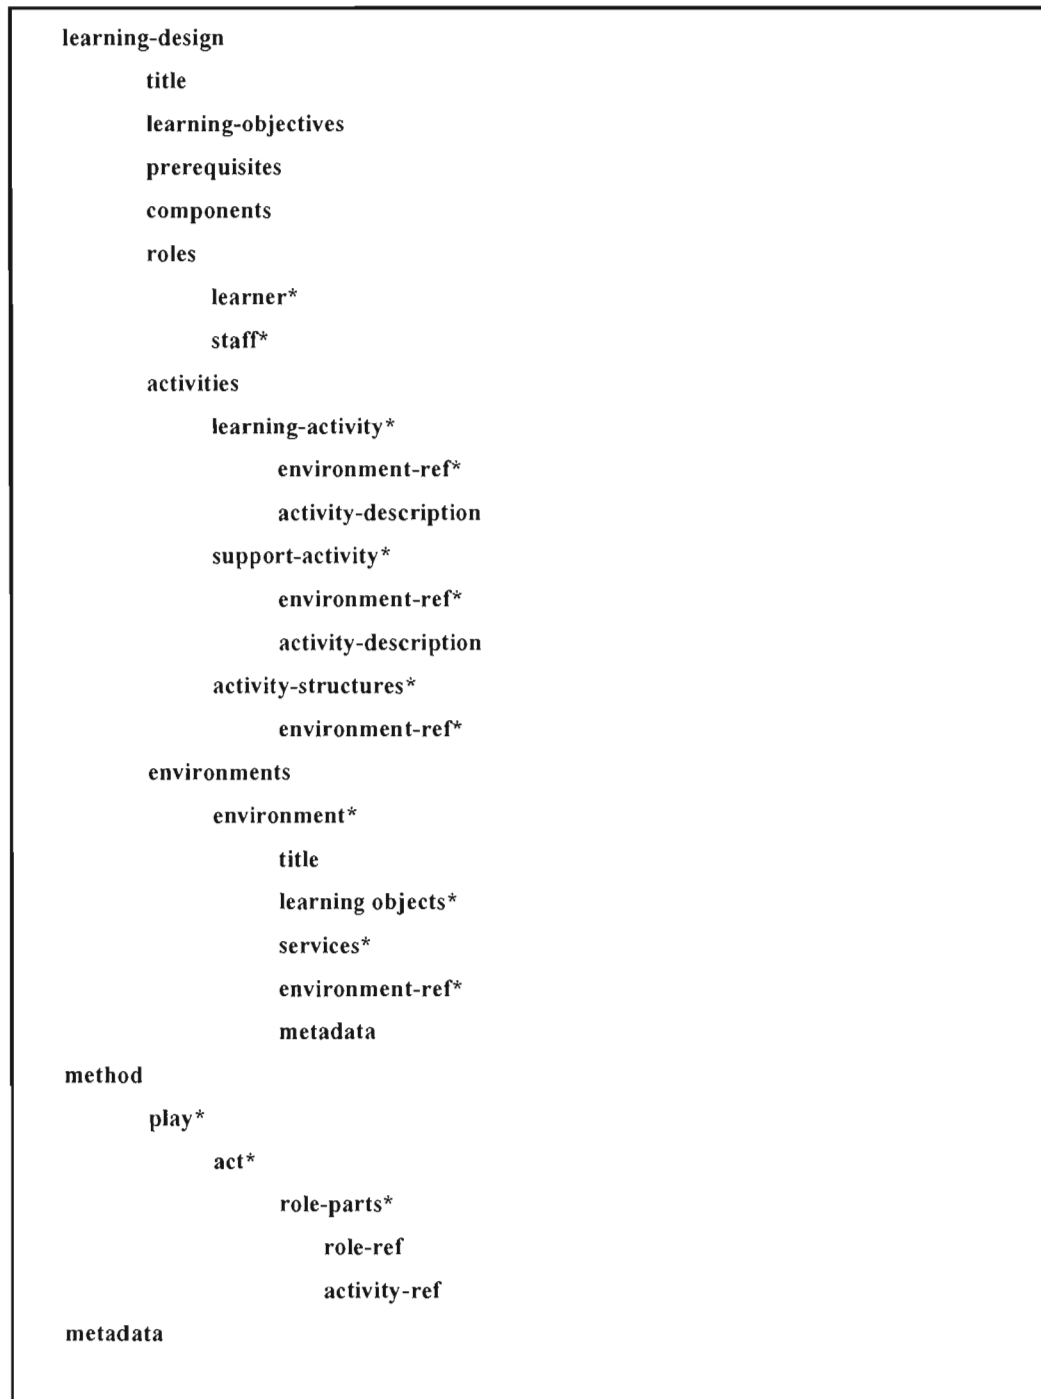 learning-design
title
learning-objectives
prerequisites
components
roles
learner*
staff*
activities
learning-activity*
environment-ref*
activity-description
support-activity*
environment-ref*
activity-description
activity-structures*
environment-ref*
environments
environment*
title
learning objects*
services*
environment-ref*
metadata
method
play*
act*
role-parts*
role-ref
activity-ref
metadata